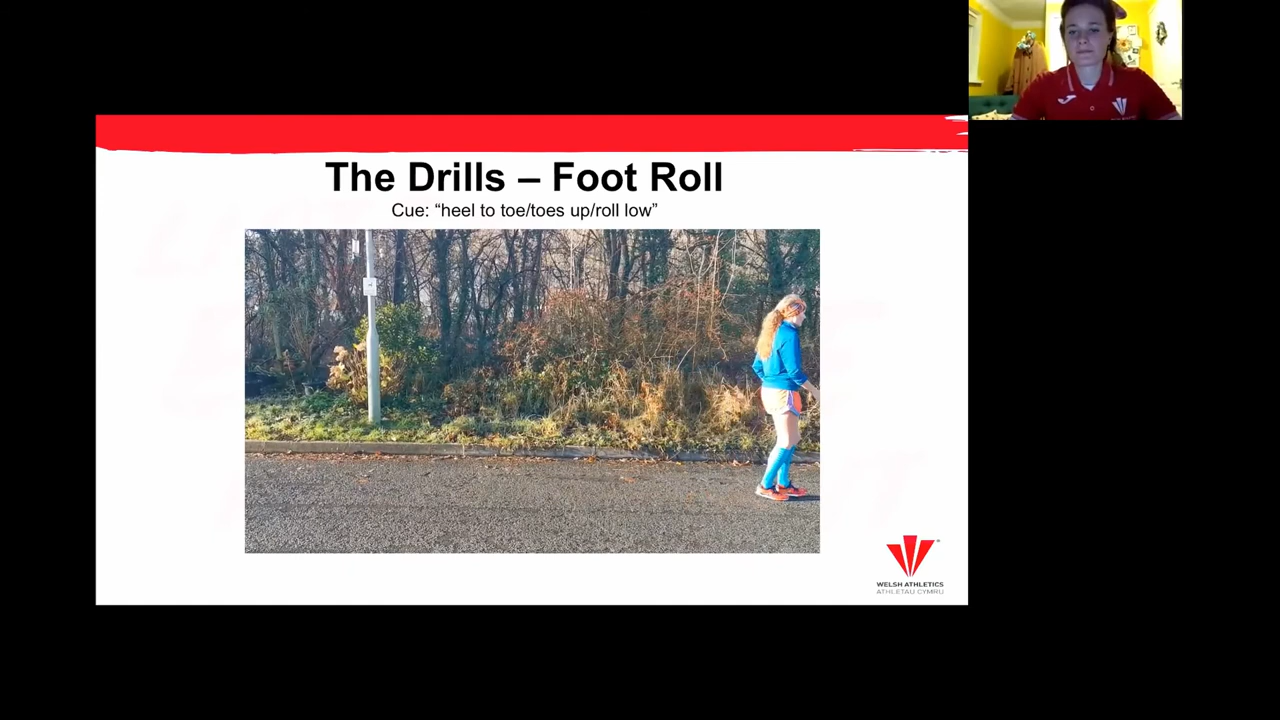 The Drills – Foot Roll
Cue: “heel to toe/toes up/roll low”
WELSH ATHLETICS
ATHLETAU CYMRU